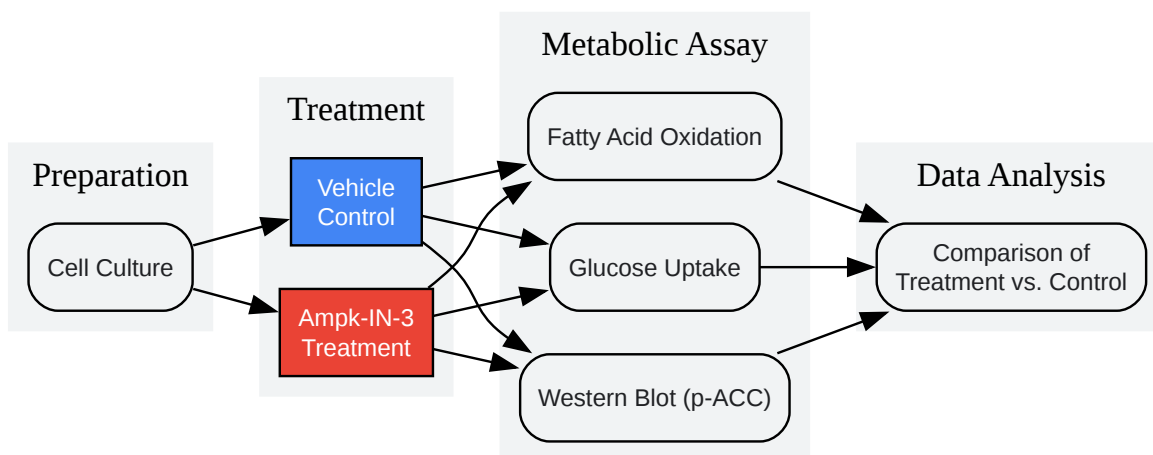 Preparation
Cell Culture
Treatment
Vehicle
Control
Ampk-IN-3
Treatment
Metabolic Assay
Fatty Acid Oxidation
Glucose Uptake
Western Blot (p-ACC)
Data Analysis
Comparison of
Treatment vs. Control